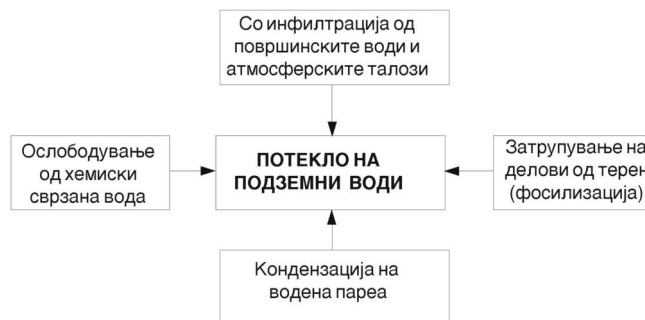 Со инфилтрација од
површинските води и
атмосферските талози
Ослободување
од хемиски
сврзана вода
ПОТЕКЛО НА
ПОДЗЕМНИ ВОДИ
Затрупување на
делови од терен
(фосилизација)
Кондензација на
водена пареа